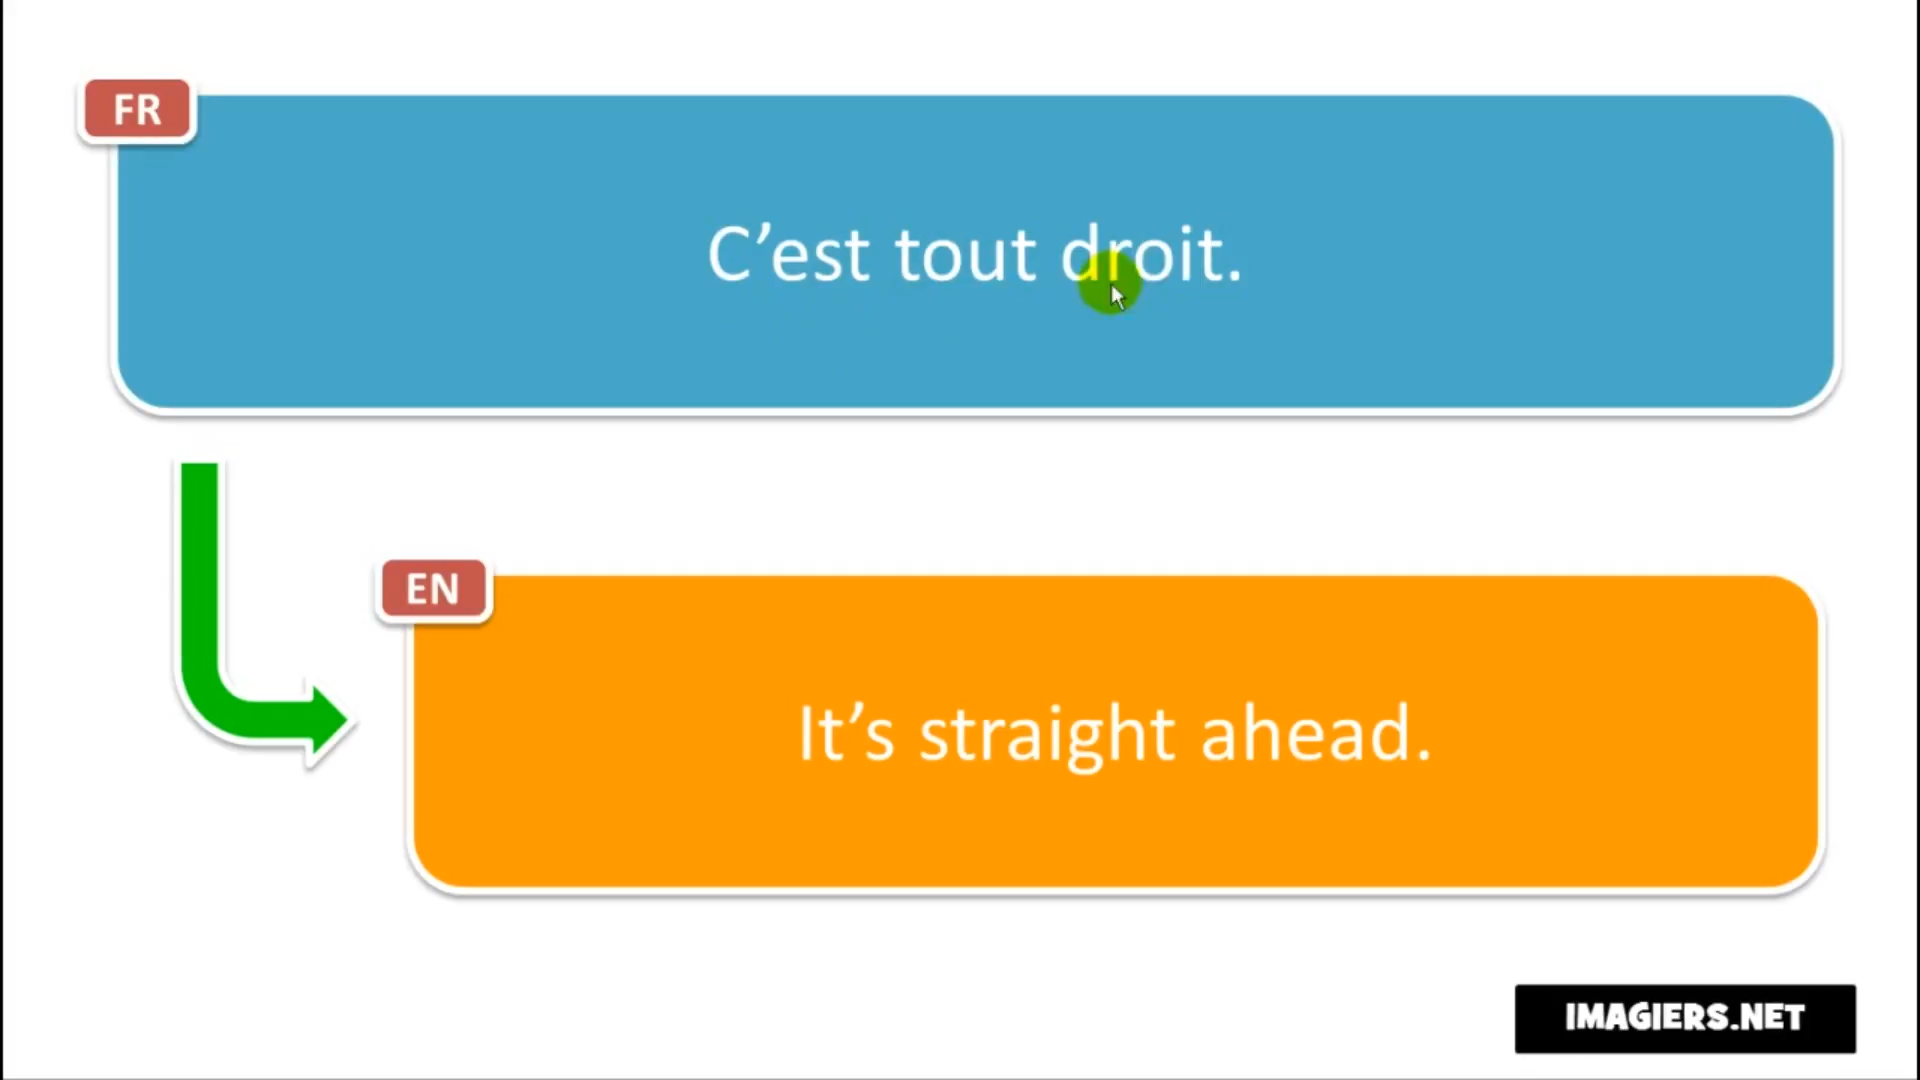 FR
C’est tout droit.
EN
It’s straight ahead.
IMAGIERS.NET